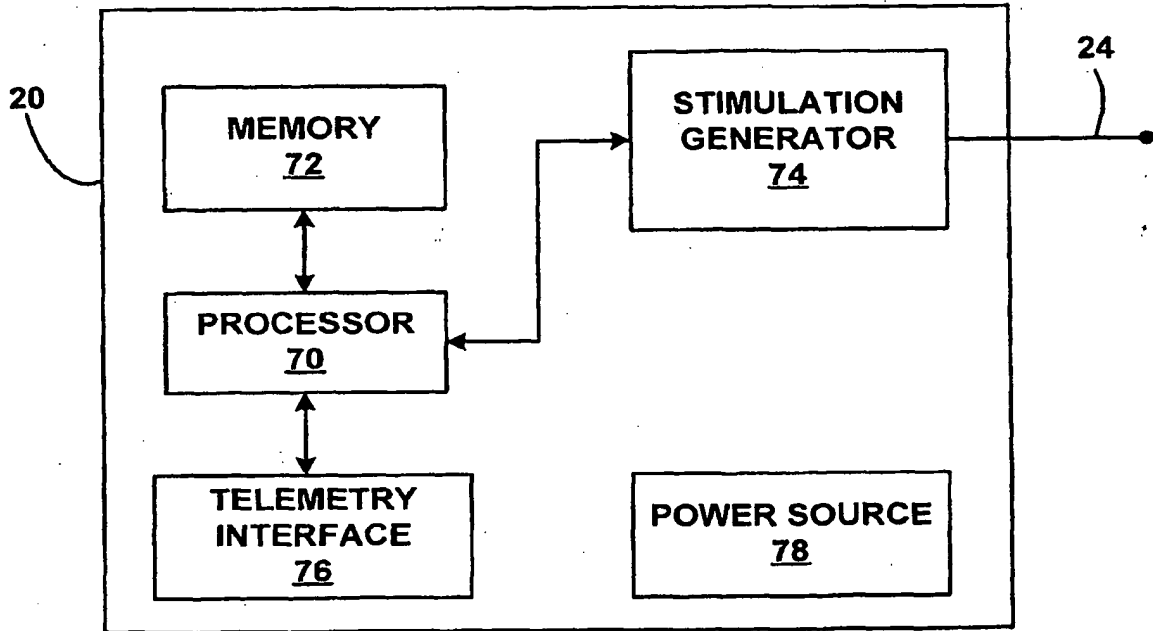 20
24
MEMORY
72
STIMULATION
GENERATOR
74
PROCESSOR
70
TELEMETRY
INTERFACE
76
POWER SOURCE
78